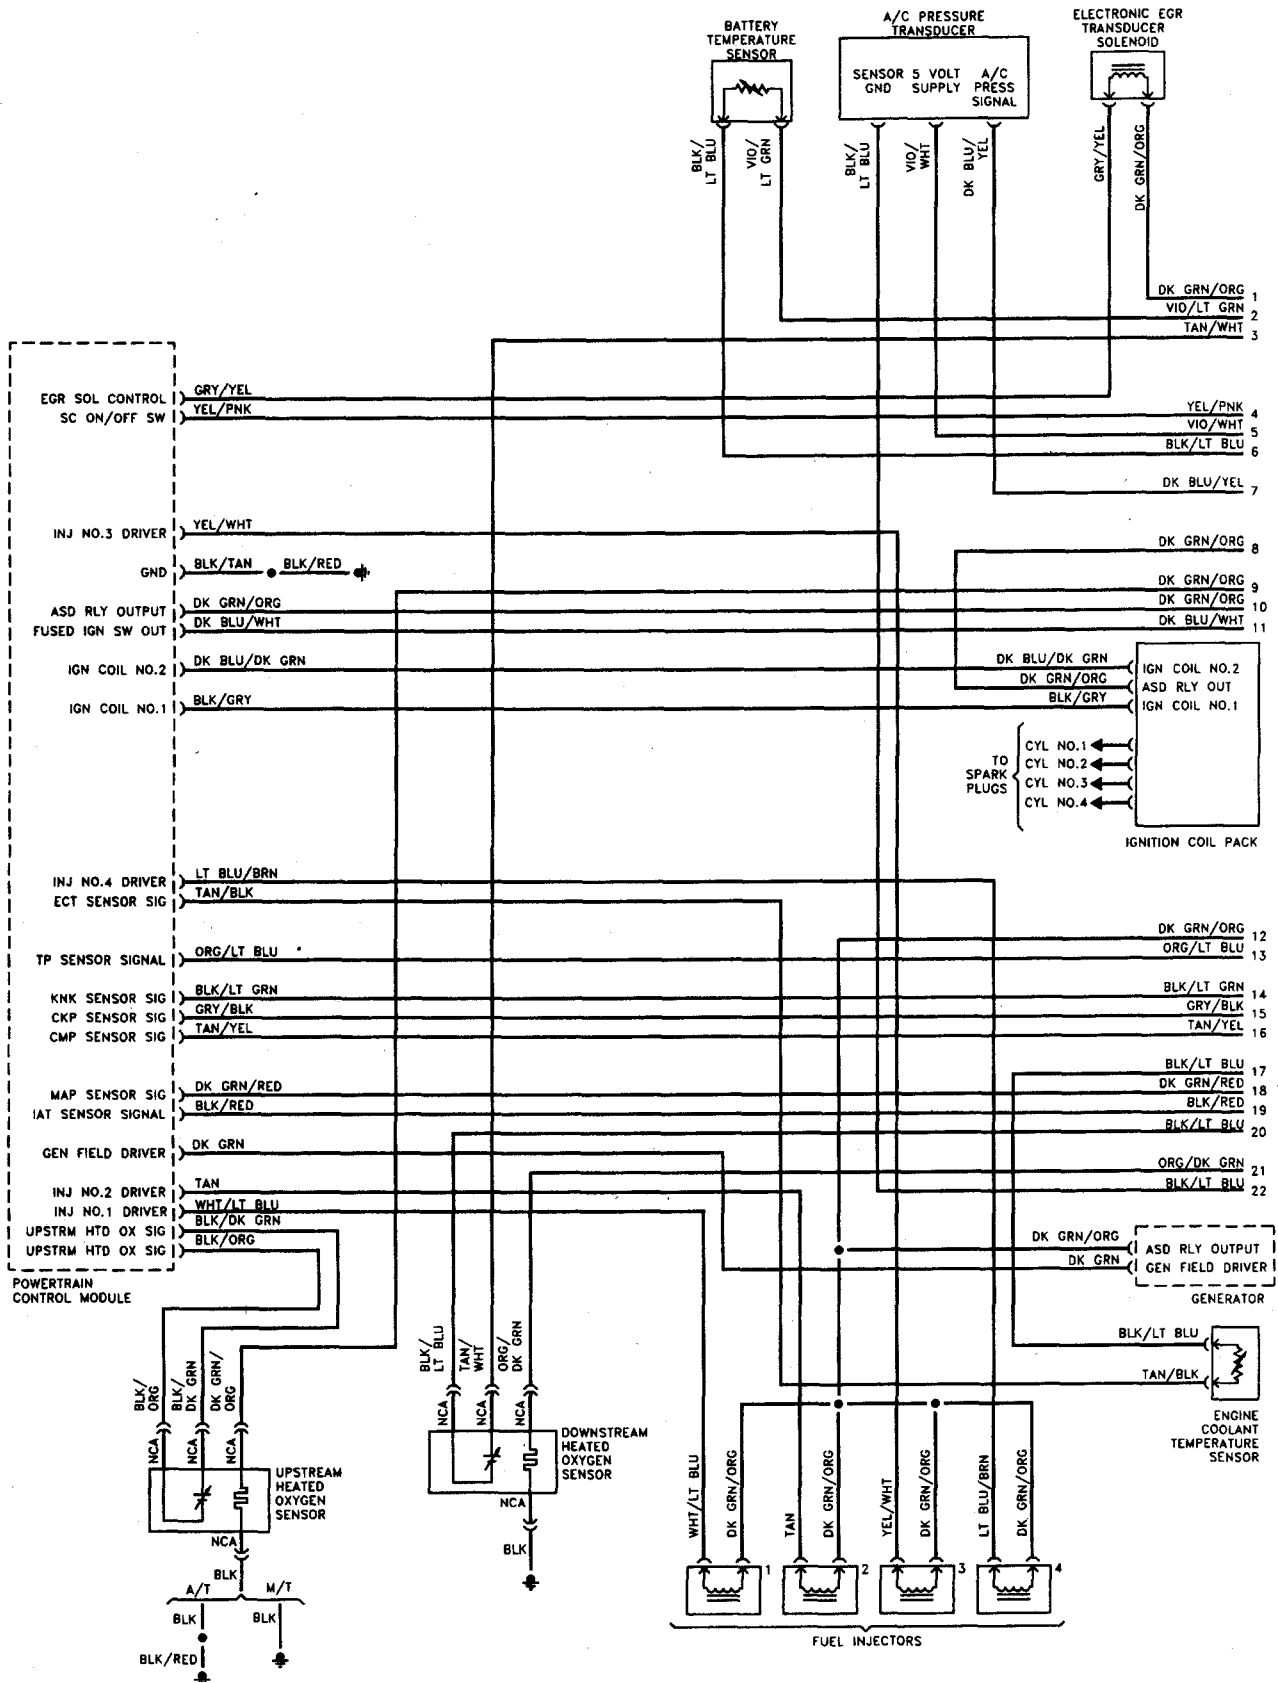 BATTERY
TEMPERATURE
SENSOR
A/C PRESSURE
TRANSDUCER
ELECTRONIC EGR
TRANSDUCER
SOLENOID
SENSOR 5 VOLT A/C
GND SUPPLY PRESS
SIGNAL
BLK/
LT BLU
VIO/
LT GRN
BLK/
LT BLU
VIO/
WHT
DK BLU/
YEL
GRY/YEL
DK GRN/ORG
DK GRN/ORG 1
VIO/LT GRN 2
TAN/WHT 3
EGR SOL CONTROL GRY/YEL
SC ON/OFF SW YEL/PNK
YEL/PNK 4
VIO/WHT 5
BLK/LT BLU 6
DK BLU/YEL 7
INJ NO.3 DRIVER YEL/WHT
DK GRN/ORG 8
GND BLK/TAN BLK/RED
DK GRN/ORG 9
ASD RLY OUTPUT DK GRN/ORG
DK GRN/ORG 10
FUSED IGN SW OUT DK BLU/WHT
DK BLU/WHT 11
IGN COIL NO.2 DK BLU/DK GRN
DK BLU/DK GRN IGN COIL NO.2
DK GRN/ORG ASD RLY OUT
IGN COIL NO.1 BLK/GRY
BLK/GRY IGN COIL NO.1
TO
SPARK
PLUGS
CYL NO.1
CYL NO.2
CYL NO.3
CYL NO.4
IGNITION COIL PACK
INJ NO.4 DRIVER LT BLU/BRN
ECT SENSOR SIG TAN/BLK
DK GRN/ORG 12
TP SENSOR SIGNAL ORG/LT BLU
ORG/LT BLU 13
KNK SENSOR SIG BLK/LT GRN
BLK/LT GRN 14
CKP SENSOR SIG GRY/BLK
GRY/BLK 15
CMP SENSOR SIG TAN/YEL
TAN/YEL 16
BLK/LT BLU 17
MAP SENSOR SIG DK GRN/RED
DK GRN/RED 18
IAT SENSOR SIGNAL BLK/RED
BLK/RED 19
BLK/LT BLU 20
GEN FIELD DRIVER DK GRN
ORG/DK GRN 21
INJ NO.2 DRIVER TAN
BLK/LT BLU 22
INJ NO.1 DRIVER WHT/LT BLU
UPSTRM HTD OX SIG BLK/DK GRN
UPSTRM HTD OX SIG BLK/ORG
POWERTRAIN
CONTROL MODULE
DK GRN/ORG ASD RLY OUTPUT
DK GRN GEN FIELD DRIVER
GENERATOR
BLK/LT BLU
TAN/BLK
ENGINE
COOLANT
TEMPERATURE
SENSOR
BLK/
ORG
BLK/
DK GRN
DK GRN/
ORG
NCA
NCA
NCA
UPSTREAM
HEATED
OXYGEN
SENSOR
NCA
BLK
A/T M/T
BLK BLK
BLK/RED
BLK/
LT BLU
TAN/
WHT
ORG/
DK GRN
NCA
NCA
NCA
DOWNSTREAM
HEATED
OXYGEN
SENSOR
NCA
BLK
WHT/LT BLU
DK GRN/ORG
TAN
DK GRN/ORG
YEL/WHT
DK GRN/ORG
LT BLU/BRN
DK GRN/ORG
1 2 3 4
FUEL INJECTORS